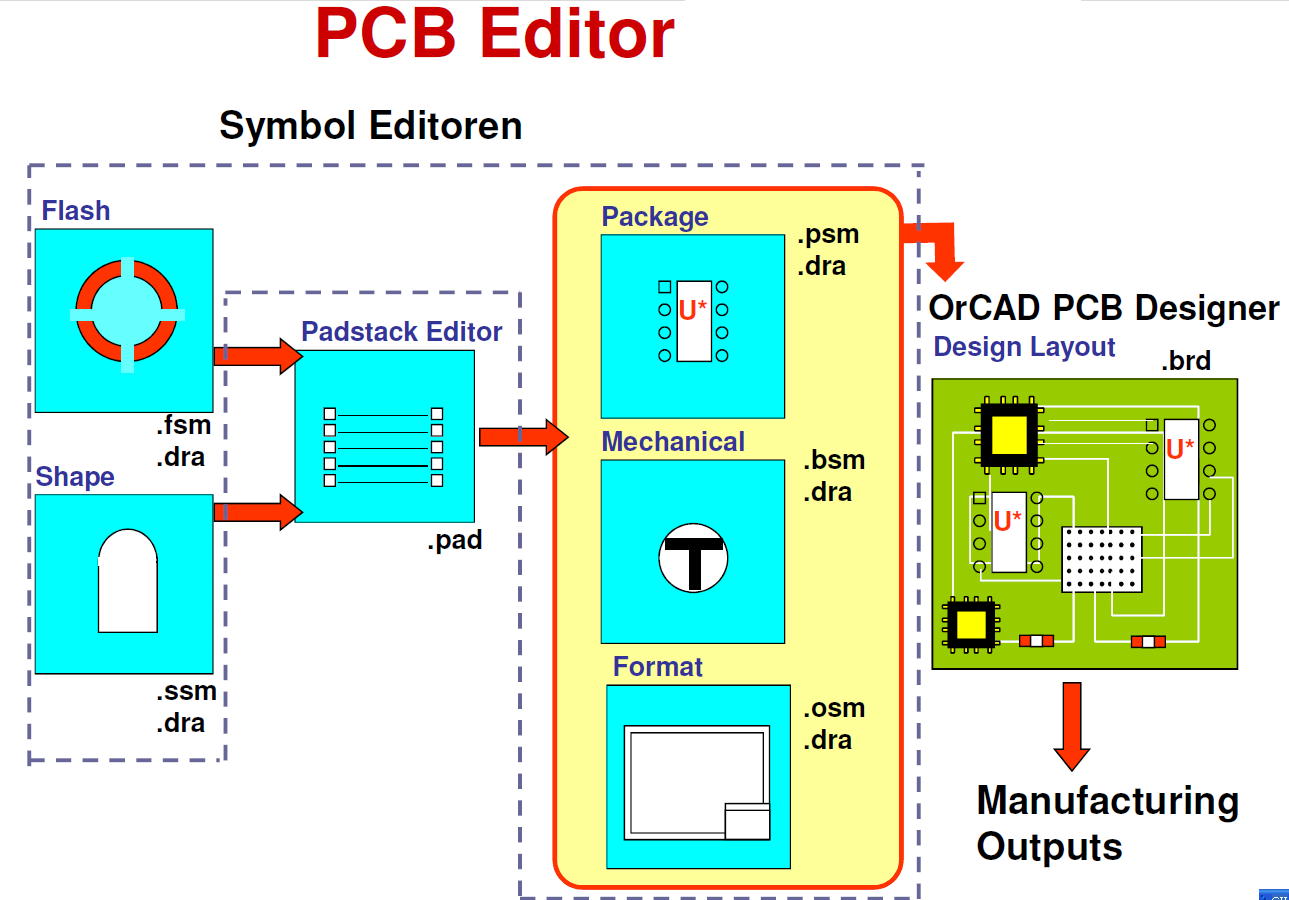 PCB Editor
Symbol Editoren
Flash
.fsm
.dra
Shape
.ssm
.dra
Padstack Editor
.pad
Package
.psm
.dra
U*
Mechanical
.bsm
.dra
T
Format
.osm
.dra
OrCAD PCB Designer
Design Layout
.brd
U*
U*
Manufacturing
Outputs